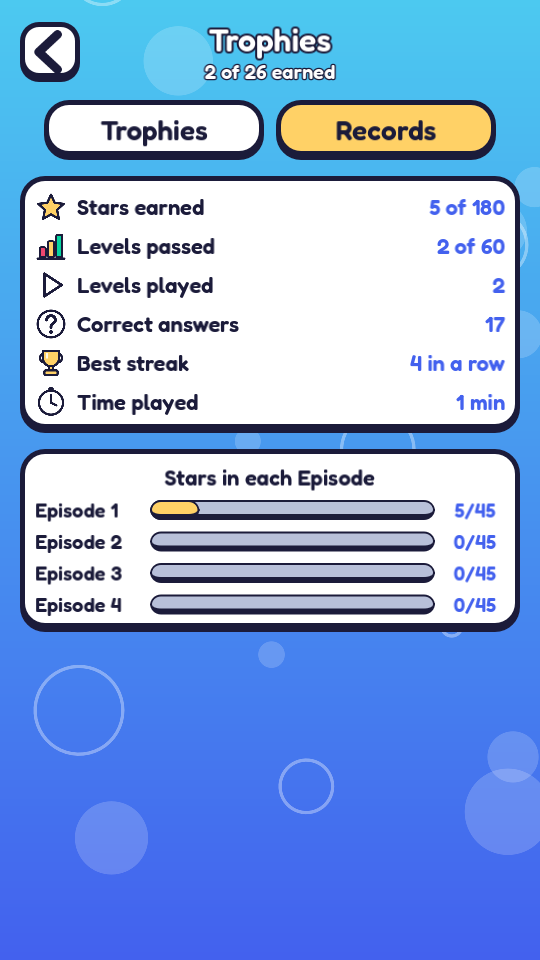 Trophies
2 of 26 earned
Trophies
Records
Stars earned 5 of 180
Levels passed 2 of 60
Levels played 2
Correct answers 17
Best streak 4 in a row
Time played 1 min
Stars in each Episode
Episode 1 5/45
Episode 2 0/45
Episode 3 0/45
Episode 4 0/45